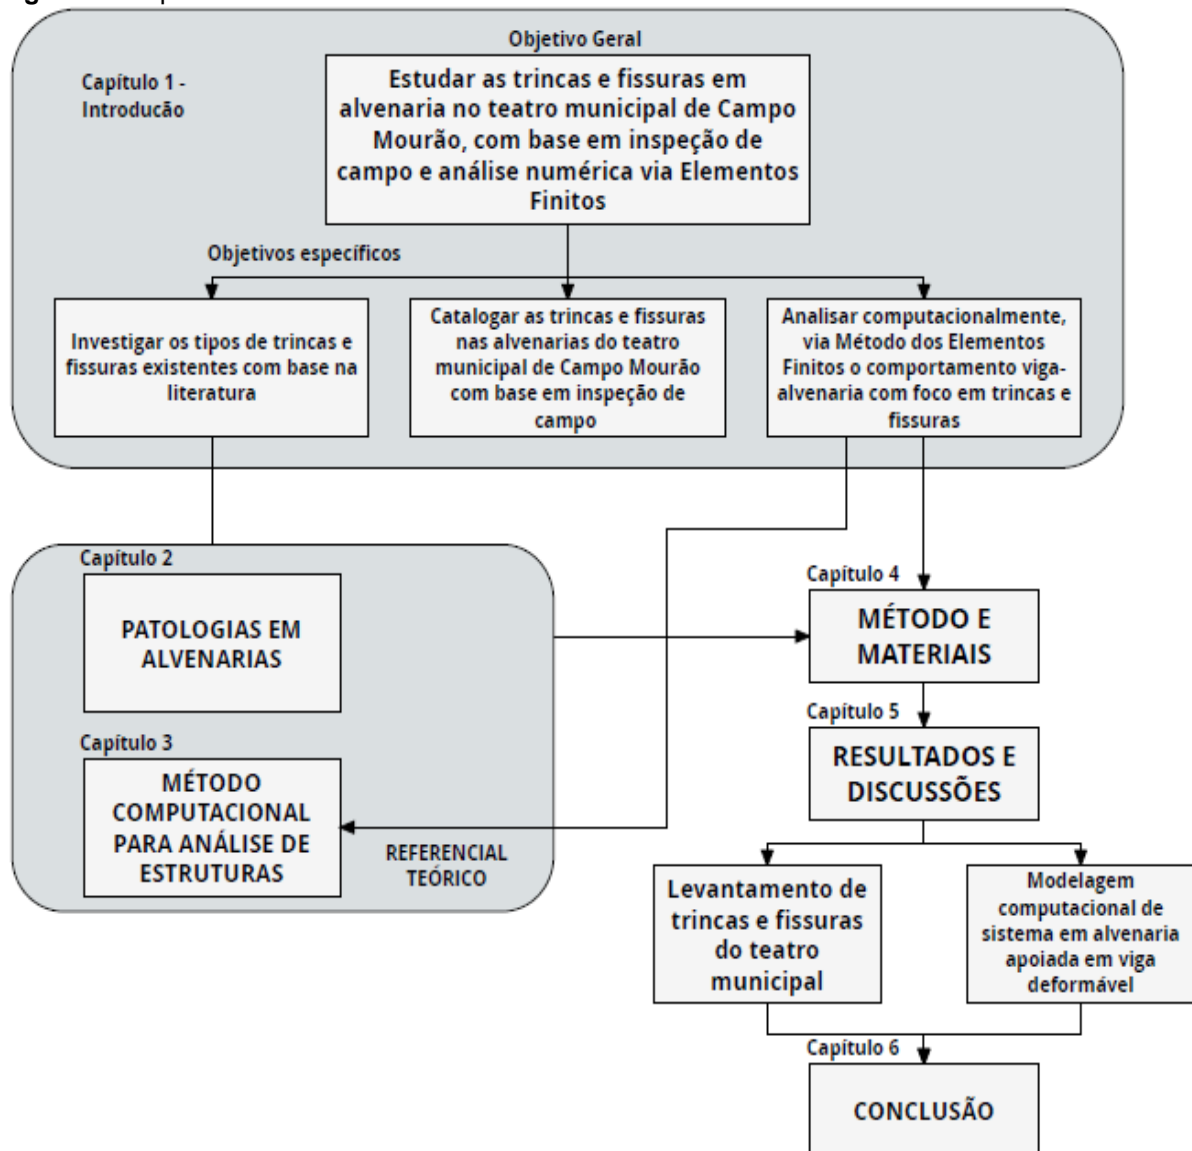 Objetivo Geral
Capítulo 1 -
Introducão
Estudar as trincas e fissuras em
alvenaria no teatro municipal de Campo
Mourão, com base em inspeção de
campo e análise numérica via Elementos
Finitos
Objetivos específicos
Investigar os tipos de trincas e
fissuras existentes com base na
literatura
Catalogar as trincas e fissuras
nas alvenarias do teatro
municipal de Campo Mourão
com base em inspeção de
campo
Analisar computacionalmente,
via Método dos Elementos
Finitos o comportamento viga-
alvenaria com foco em trincas e
fissuras
Capítulo 2
PATOLOGIAS EM
ALVENARIAS
Capítulo 3
MÉTODO
COMPUTACIONAL
PARA ANÁLISE DE
ESTRUTURAS
REFERENCIAL
TEÓRICO
Capítulo 4
MÉTODO E
MATERIAIS
Capítulo 5
RESULTADOS E
DISCUSSÕES
Levantamento de
trincas e fissuras
do teatro
municipal
Modelagem
computacional de
sistema em alvenaria
apoiada em viga
deformável
Capítulo 6
CONCLUSÃO